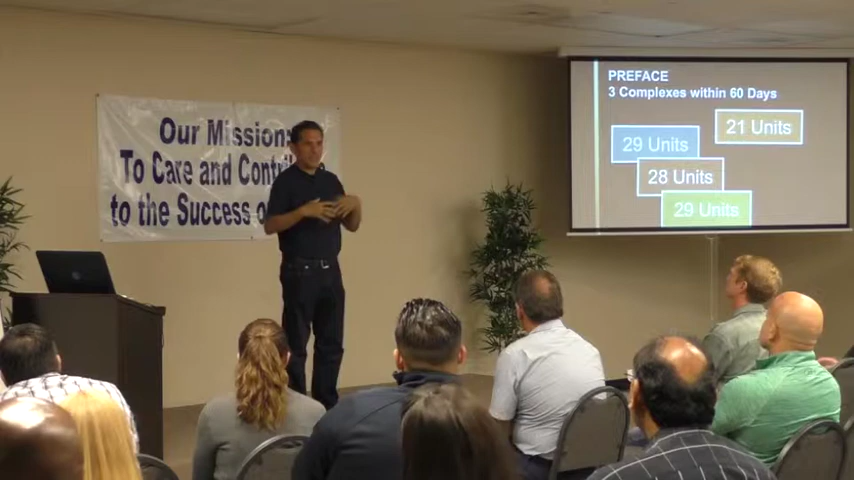 Our Mission:
To Care and Cont
to the Success o
PREFACE
3 Complexes within 60 Days
21 Units
29 Units
28 Units
29 Units